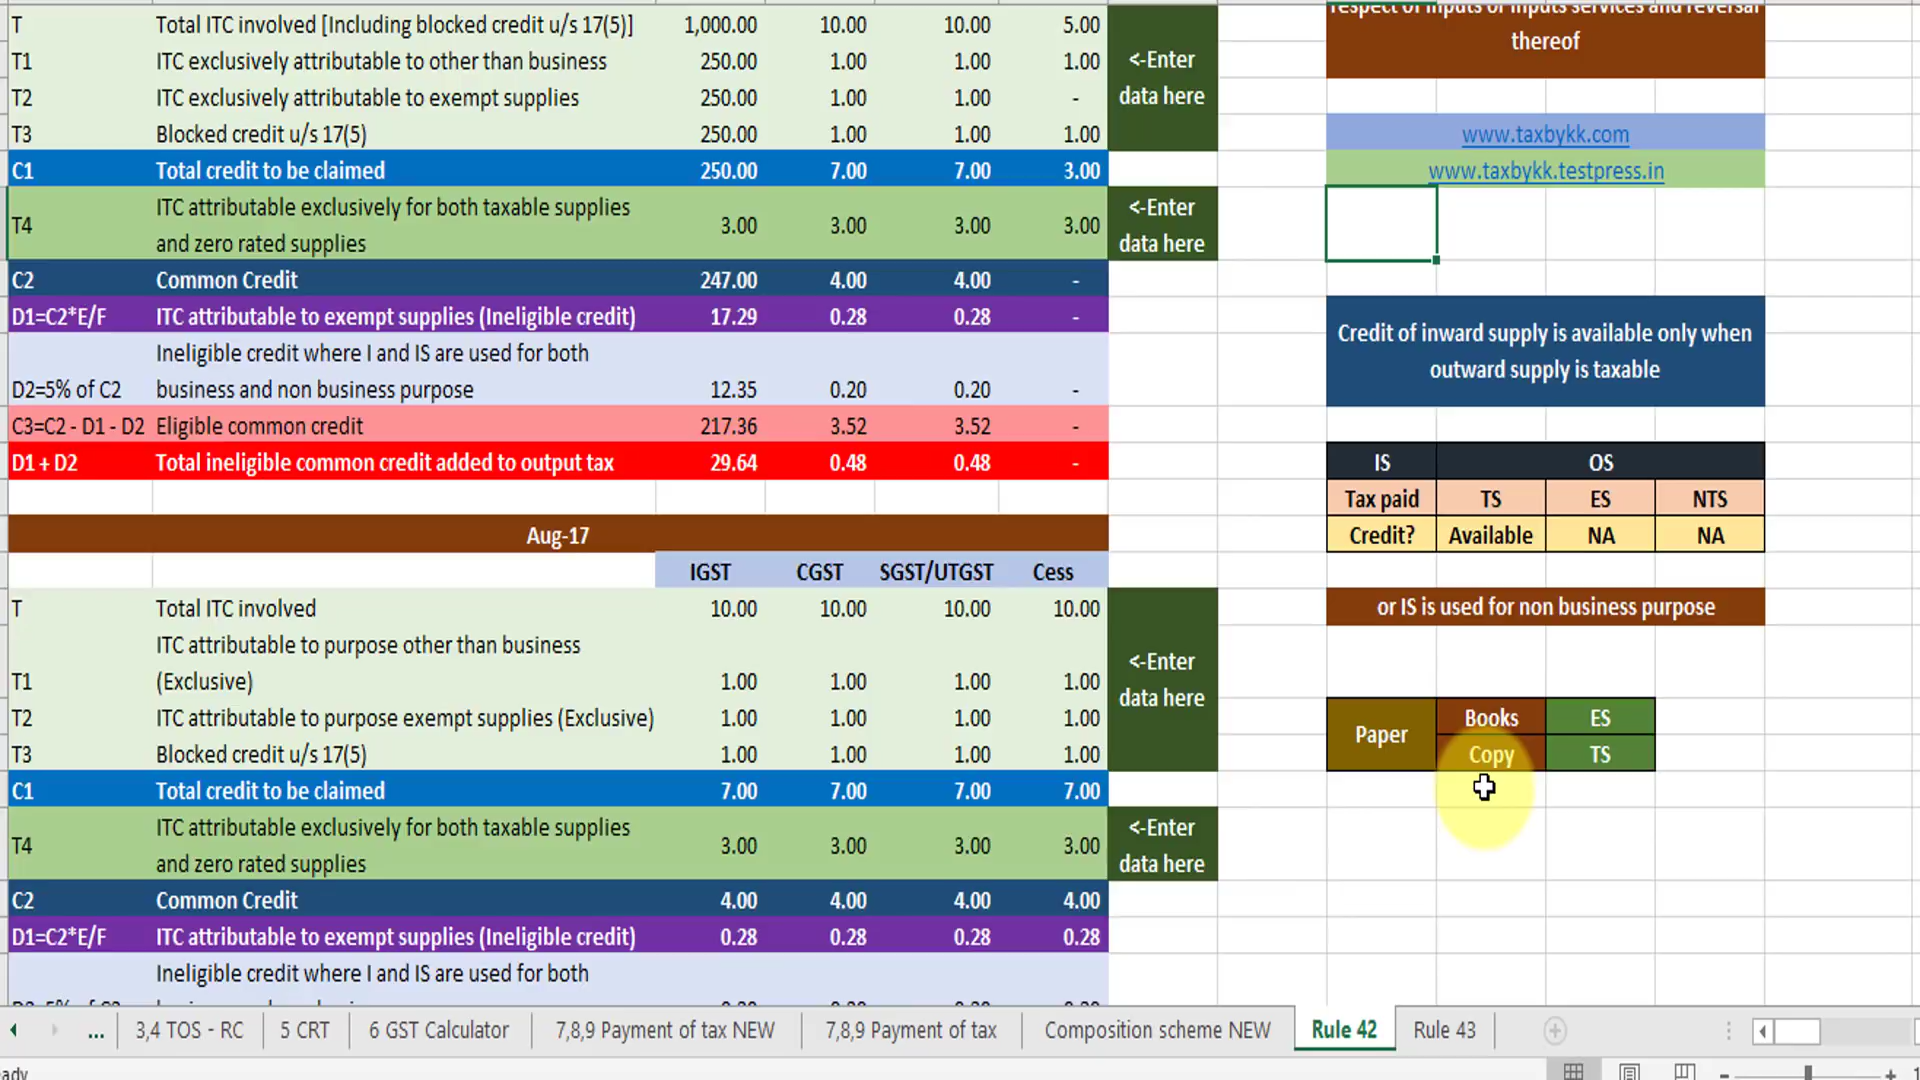 T Total ITC involved [Including blocked credit u/s 17(5)] 1,000.00 10.00 10.00 5.00
T1 ITC exclusively attributable to other than business 250.00 1.00 1.00 1.00
T2 ITC exclusively attributable to exempt supplies 250.00 1.00 1.00 -
T3 Blocked credit u/s 17(5) 250.00 1.00 1.00 1.00
<-Enter
data here
C1 Total credit to be claimed 250.00 7.00 7.00 3.00
T4 ITC attributable exclusively for both taxable supplies
and zero rated supplies 3.00 3.00 3.00 3.00
<-Enter
data here
C2 Common Credit 247.00 4.00 4.00 -
D1=C2*E/F ITC attributable to exempt supplies (Ineligible credit) 17.29 0.28 0.28 -
Ineligible credit where I and IS are used for both
D2=5% of C2 business and non business purpose 12.35 0.20 0.20 -
C3=C2 - D1 - D2 Eligible common credit 217.36 3.52 3.52 -
D1 + D2 Total ineligible common credit added to output tax 29.64 0.48 0.48 -
Aug-17
IGST CGST SGST/UTGST Cess
T Total ITC involved 10.00 10.00 10.00 10.00
ITC attributable to purpose other than business
T1 (Exclusive) 1.00 1.00 1.00 1.00
T2 ITC attributable to purpose exempt supplies (Exclusive) 1.00 1.00 1.00 1.00
T3 Blocked credit u/s 17(5) 1.00 1.00 1.00 1.00
<-Enter
data here
C1 Total credit to be claimed 7.00 7.00 7.00 7.00
T4 ITC attributable exclusively for both taxable supplies
and zero rated supplies 3.00 3.00 3.00 3.00
<-Enter
data here
C2 Common Credit 4.00 4.00 4.00 4.00
D1=C2*E/F ITC attributable to exempt supplies (Ineligible credit) 0.28 0.28 0.28 0.28
Ineligible credit where I and IS are used for both
respect of inputs or inputs services and reversal
thereof
www.taxbykk.com
www.taxbykk.testpress.in
Credit of inward supply is available only when
outward supply is taxable
IS OS
Tax paid TS ES NTS
Credit? Available NA NA
or IS is used for non business purpose
Paper Books ES
Copy TS
... 3,4 TOS - RC 5 CRT 6 GST Calculator 7,8,9 Payment of tax NEW 7,8,9 Payment of tax Composition scheme NEW Rule 42 Rule 43